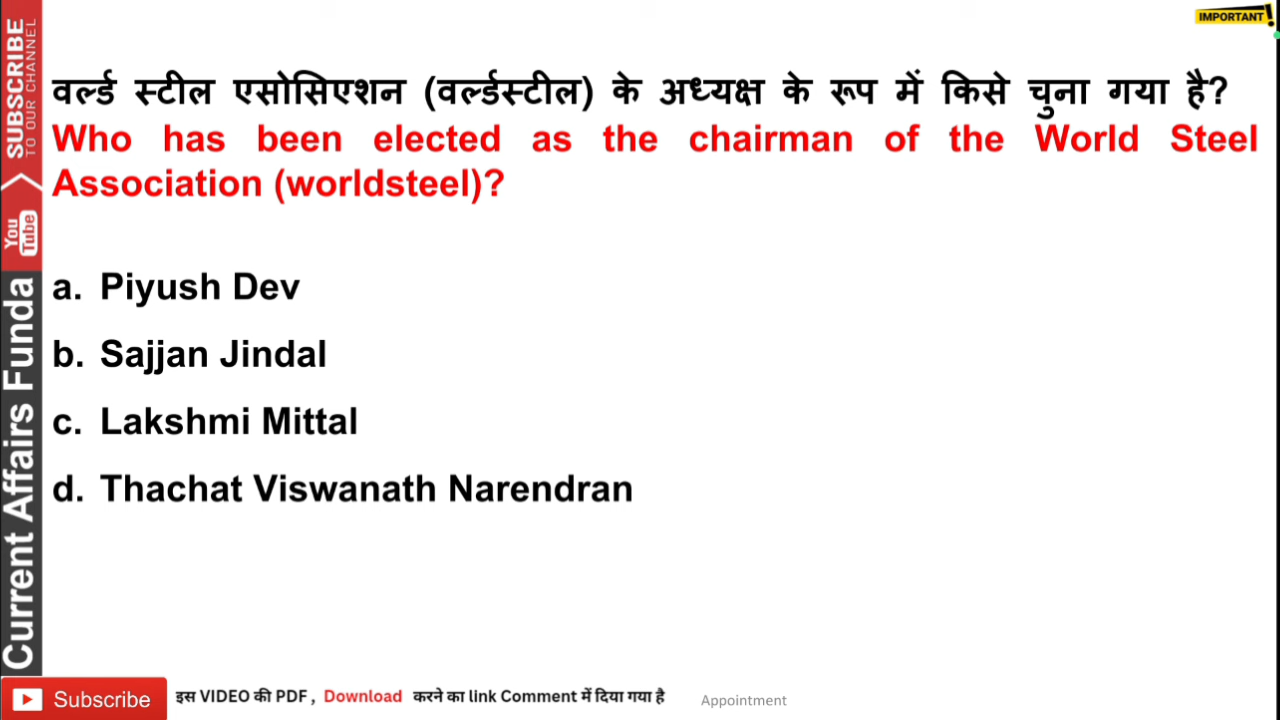 IMPORTANT!
SUBSCRIBE
TO OUR CHANNEL
You
Tube
Current Affairs Funda
वर्ल्ड स्टील एसोसिएशन (वर्ल्डस्टील) के अध्यक्ष के रूप में किसे चुना गया है?
Who has been elected as the chairman of the World Steel
Association (worldsteel)?
a. Piyush Dev
b. Sajjan Jindal
c. Lakshmi Mittal
d. Thachat Viswanath Narendran
Subscribe
इस VIDEO की PDF , Download करने का link Comment में दिया गया है
Appointment